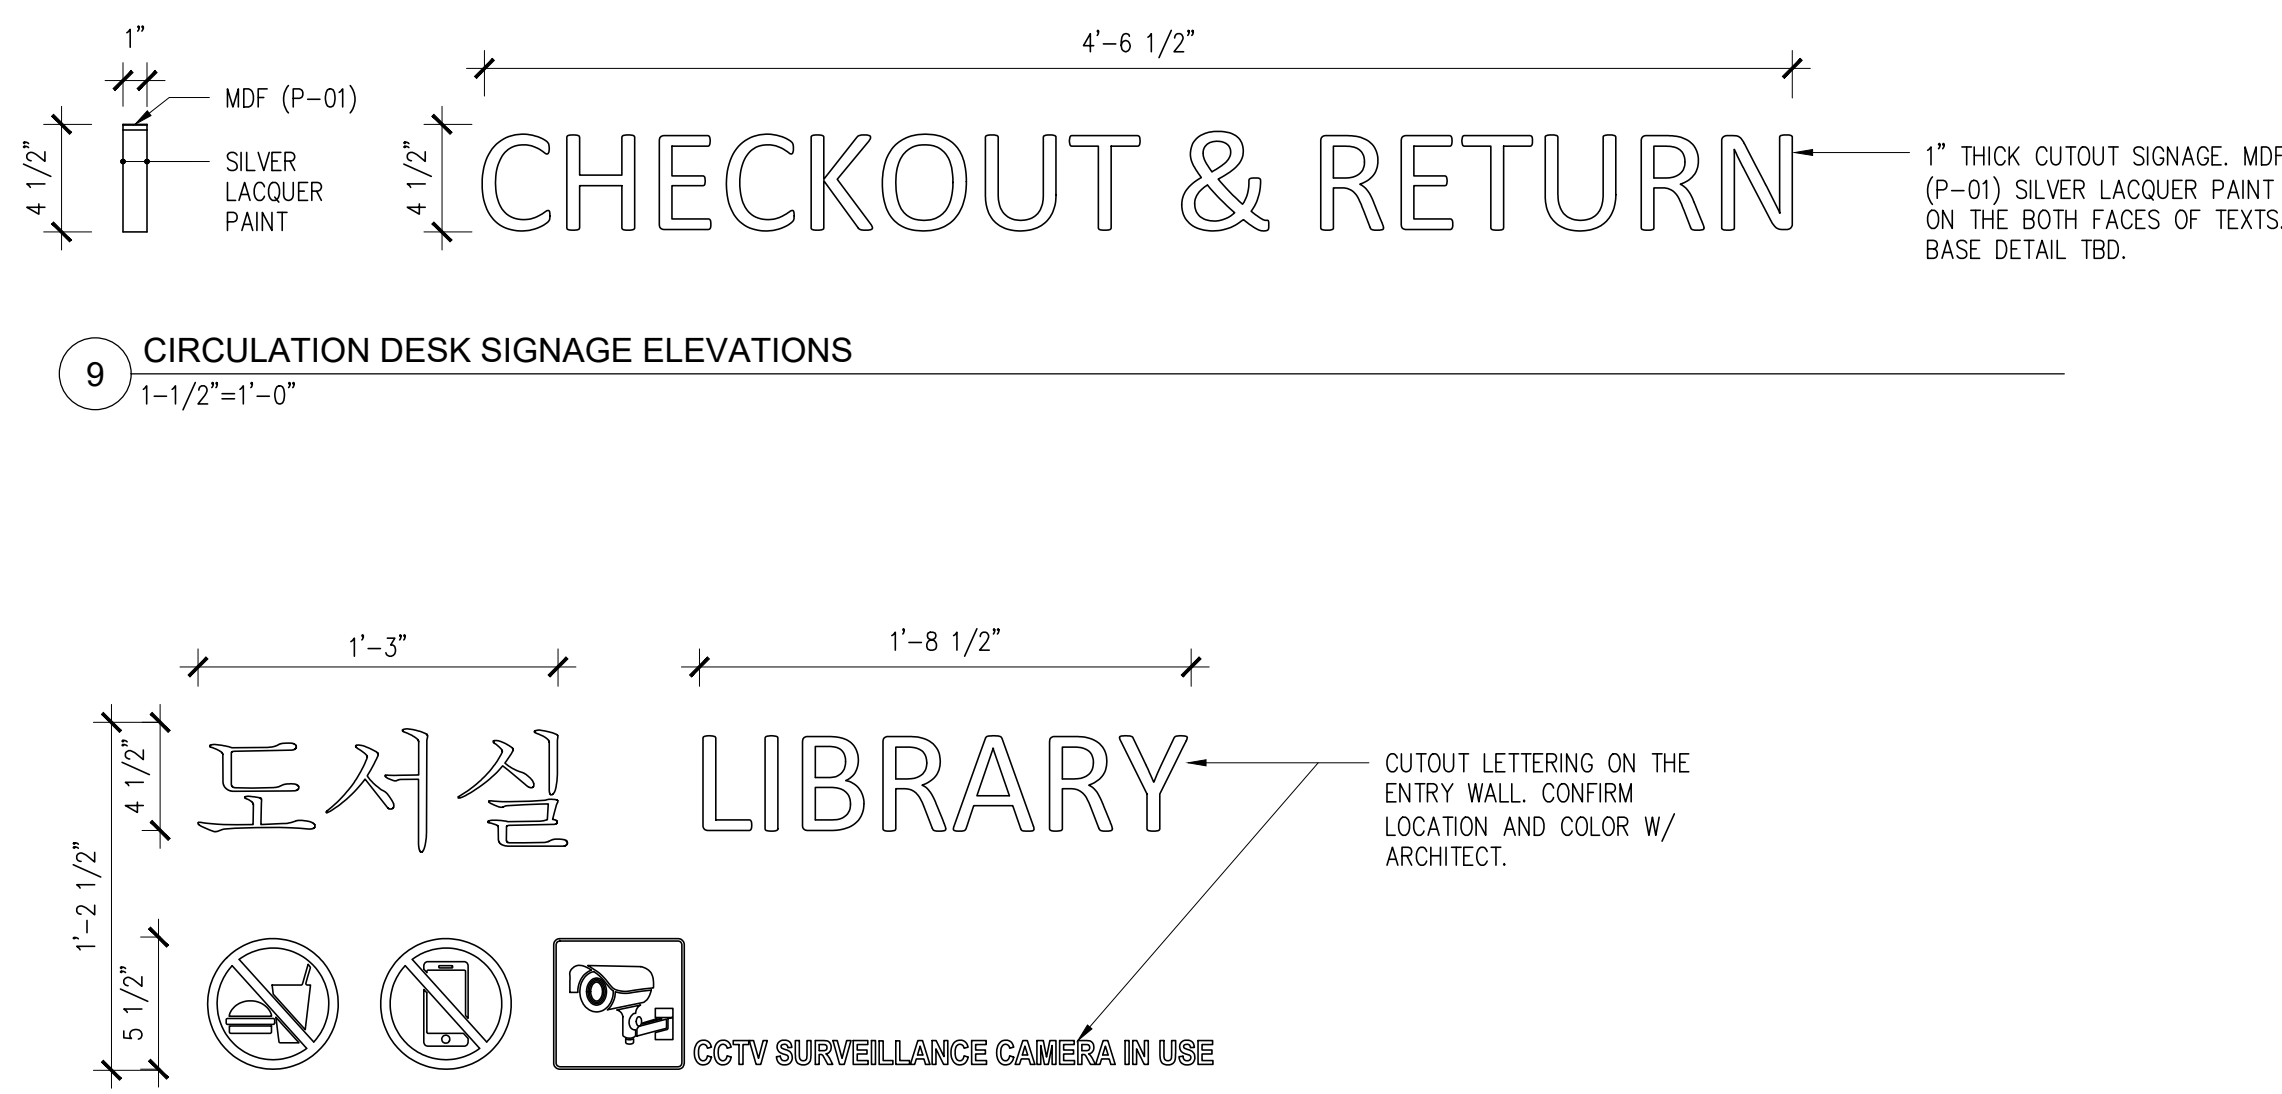 1”
MDF (P-01)
SILVER
LACQUER
PAINT
4 1/2”
4'-6 1/2”
4 1/2”
CHECKOUT & RETURN
1” THICK CUTOUT SIGNAGE. MDF
(P-01) SILVER LACQUER PAINT
ON THE BOTH FACES OF TEXTS.
BASE DETAIL TBD.
9
CIRCULATION DESK SIGNAGE ELEVATIONS
1-1/2”=1'-0”
1'-3”
1'-8 1/2”
4 1/2”
1'-2 1/2”
5 1/2”
도서실
LIBRARY
CUTOUT LETTERING ON THE
ENTRY WALL. CONFIRM
LOCATION AND COLOR W/
ARCHITECT.
CCTV SURVEILLANCE CAMERA IN USE